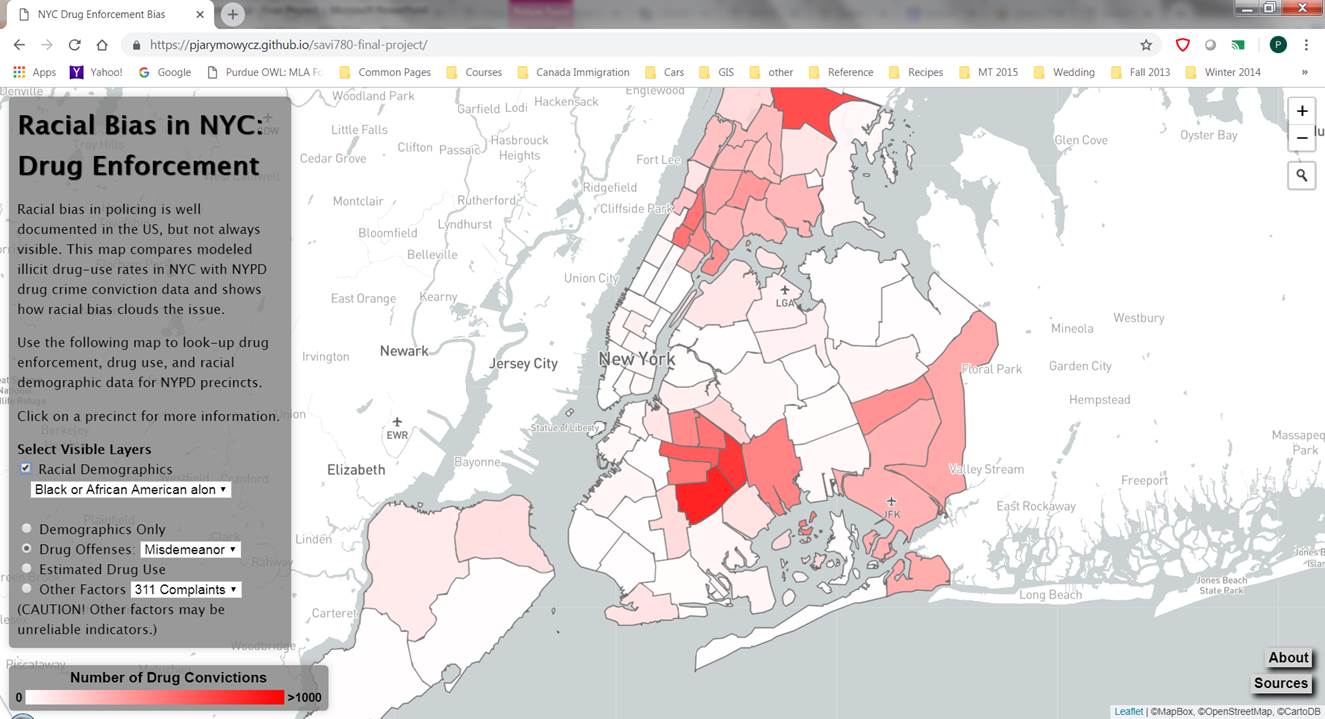 NYC Drug Enforcement Bias
https://pjarymowycz.github.io/savi780-final-project/
P
Apps
Yahoo!
Google
Purdue OWL: MLA Fo
Common Pages
Courses
Canada Immigration
Cars
GIS
other
Reference
Recipes
MT 2015
Wedding
Fall 2013
Winter 2014
»
Racial Bias in NYC:
Drug Enforcement
Racial bias in policing is well
documented in the US, but not always
visible. This map compares modeled
illicit drug-use rates in NYC with NYPD
drug crime conviction data and shows
how racial bias clouds the issue.
Use the following map to look-up drug
enforcement, drug use, and racial
demographic data for NYPD precincts.
Click on a precinct for more information.
Select Visible Layers
Racial Demographics
Black or African American alon
Demographics Only
Drug Offenses: Misdemeanor
Estimated Drug Use
Other Factors 311 Complaints
(CAUTION! Other factors may be
unreliable indicators.)
Number of Drug Convictions
0 >1000
Woodland Park
Englewood
Garfield
Lodi
Hackensack
Little Falls
Clifton
Passaic
Hasbrouck
Heights
Cedar Grove
Fort Lee
Ridgefield
Montclair
Rutherford
Cliffside Park
Bloomfield
Lyndhurst
Belleville
Union City
East Orange
Kearny
LGA
Irvington
Newark
Jersey City
New York
Union
EWR
Statue of Liberty
Elizabeth
Bayonne
Linden
Rahway
Carteret
Woodbridge
Piscataway
Glen Cove
Oyster Bay
Westbury
Mineola
Floral Park
Garden City
Hempstead
Massapeq
Park
Valley Stream
Freeport
East Rockaway
JFK
Long Beach
Jones Beach
State Park
+
−
About
Sources
Leaflet | ©MapBox, ©OpenStreetMap, ©CartoDB